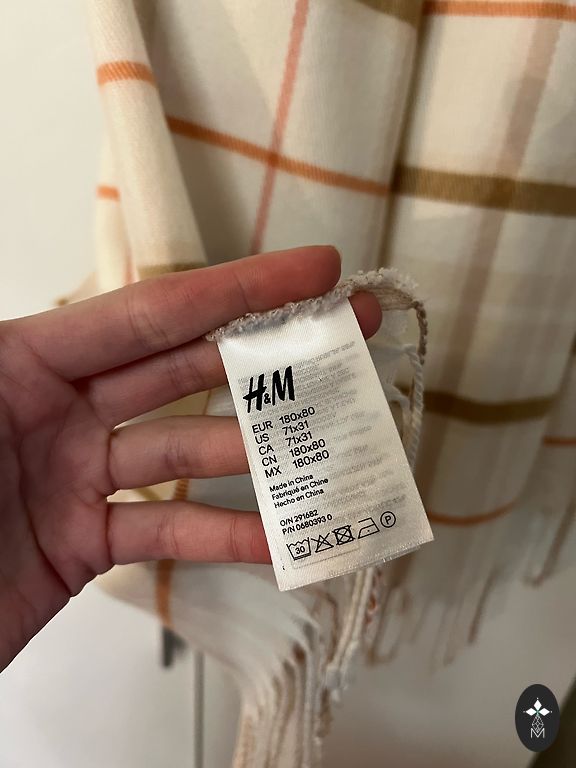 H&M
EUR 180x80
US 71x31
CA 71x31
CN 180x80
MX 180x80
Made in China
Fabriqué en Chine
Hecho en China
O/N 291682
P/N 0680393 0
30 P
M